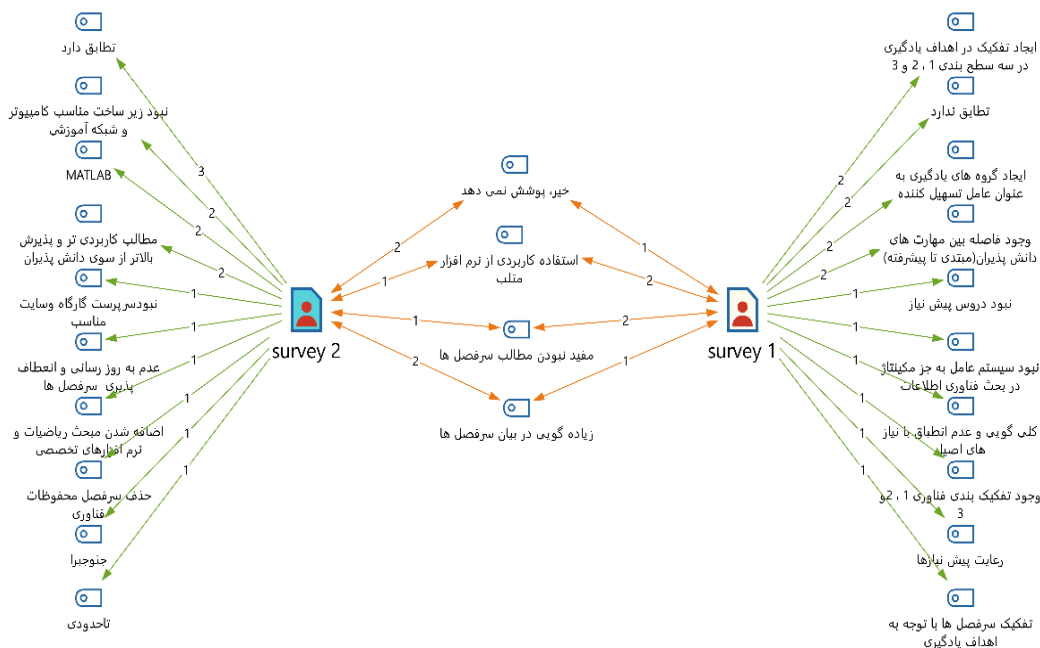 تطابق دارد
نبود زیر ساخت مناسب کامپیوتر
و شبکه آموزشی
MATLAB
مطالب کاربردی تر و پذیرش
بالاتر از سوی دانش پذیران
نبودسرپرست گارگاه وسایت
مناسب
عدم به روز رسانی و انعطاف
پذیری سرفصل ها
اضافه شدن مبحث ریاضیات و
نرم افزارهای تخصصی
حذف سرفصل محفوظات
فناوری
جئوجبرا
تاحدودی
3
2
2
2
1
1
1
1
1
1
survey 2
خیر، پوشش نمی دهد
استفاده کاربردی از نرم افزار
متلب
مفید نبودن مطالب سرفصل ها
زیاده گویی در بیان سرفصل ها
2
1
1
2
1
2
2
1
survey 1
2
2
2
2
1
1
1
1
1
1
ایجاد تفکیک در اهداف یادگیری
در سه سطح بندی 1 ، 2 و 3
تطابق ندارد
ایجاد گروه های یادگیری به
عنوان عامل تسهیل کننده
وجود فاصله بین مهارت های
دانش پذیران(مبتدی تا پیشرفته)
نبود دروس پیش نیاز
نبود سیستم عامل به جز مکینتاژ
در بحث فناوری اطلاعات
کلی گویی و عدم انطباق با نیاز
های اصیل
وجود تفکیک بندی فناوری 1 ، 2و
3
رعایت پیش نیازها
تفکیک سرفصل ها با توجه به
اهداف یادگیری